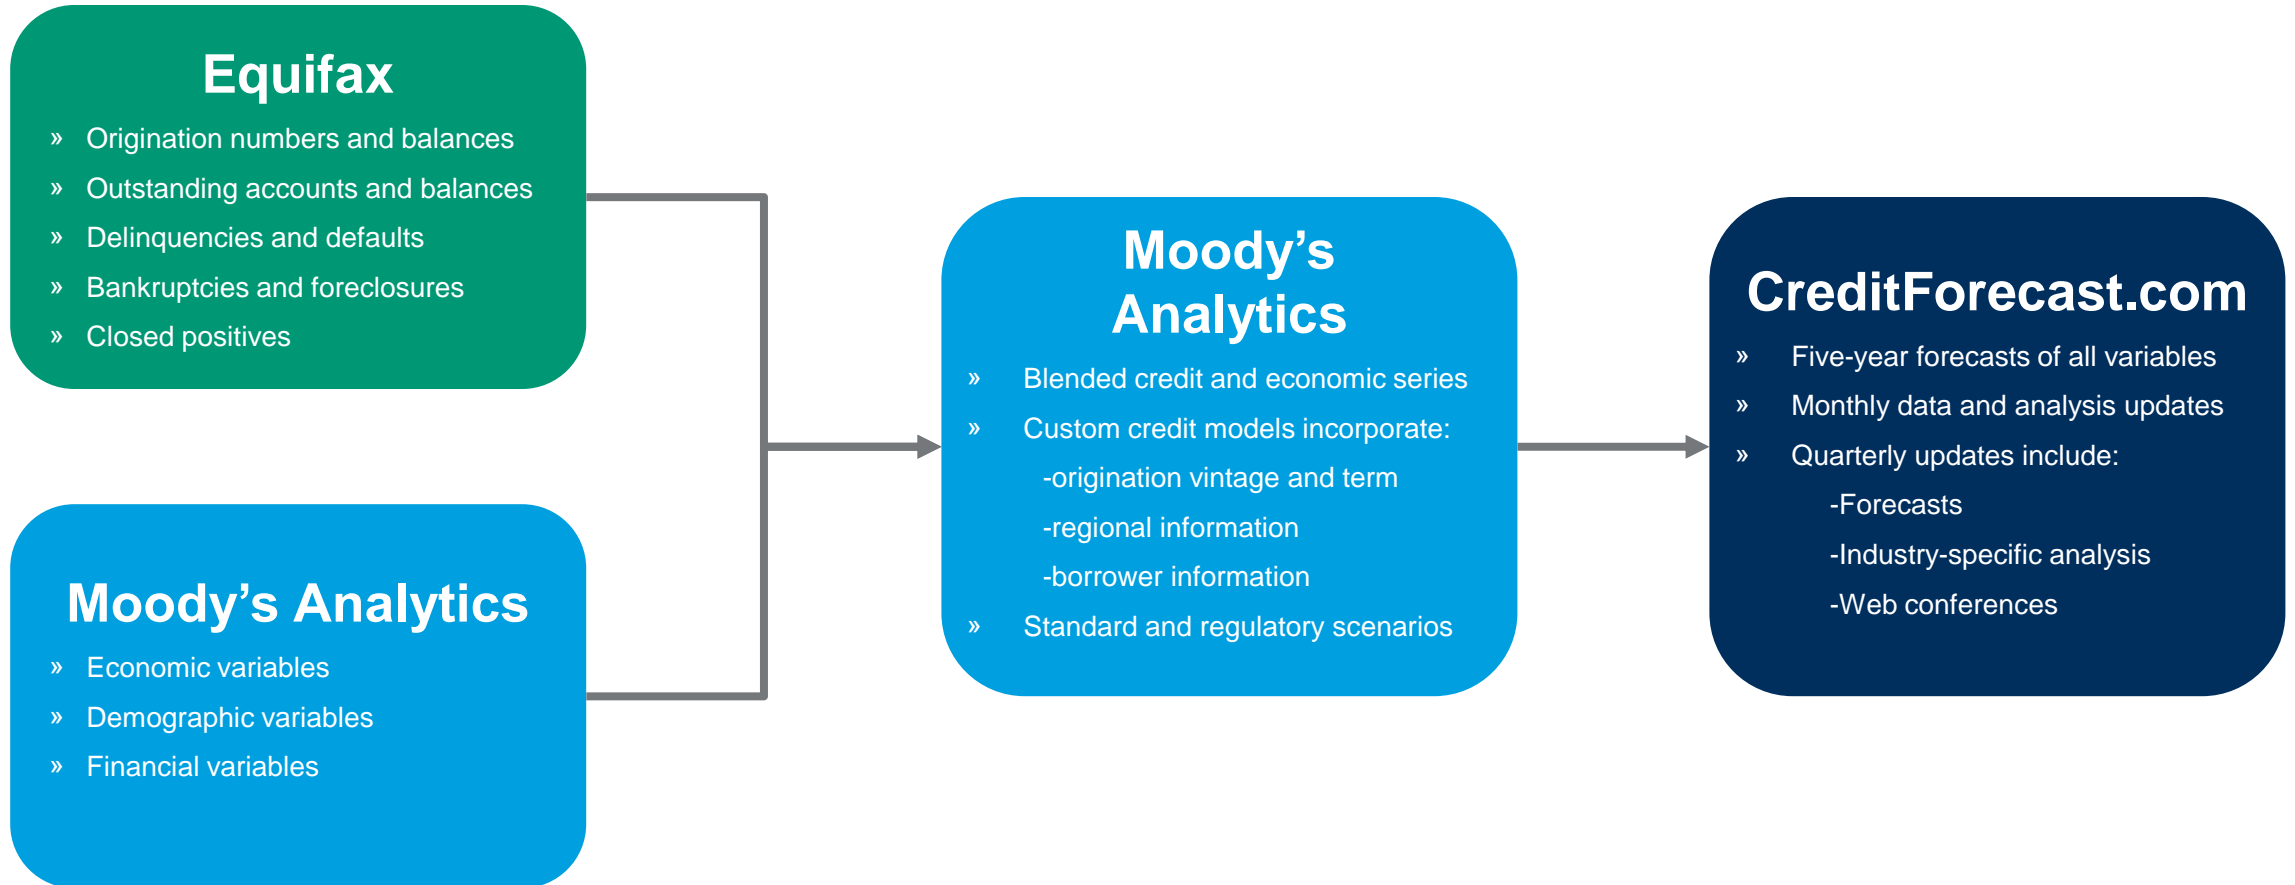 Equifax
» Origination numbers and balances
» Outstanding accounts and balances
» Delinquencies and defaults
» Bankruptcies and foreclosures
» Closed positives
Moody’s Analytics
» Economic variables
» Demographic variables
» Financial variables
Moody’s
Analytics
» Blended credit and economic series
» Custom credit models incorporate:
-origination vintage and term
-regional information
-borrower information
» Standard and regulatory scenarios
CreditForecast.com
» Five-year forecasts of all variables
» Monthly data and analysis updates
» Quarterly updates include:
-Forecasts
-Industry-specific analysis
-Web conferences